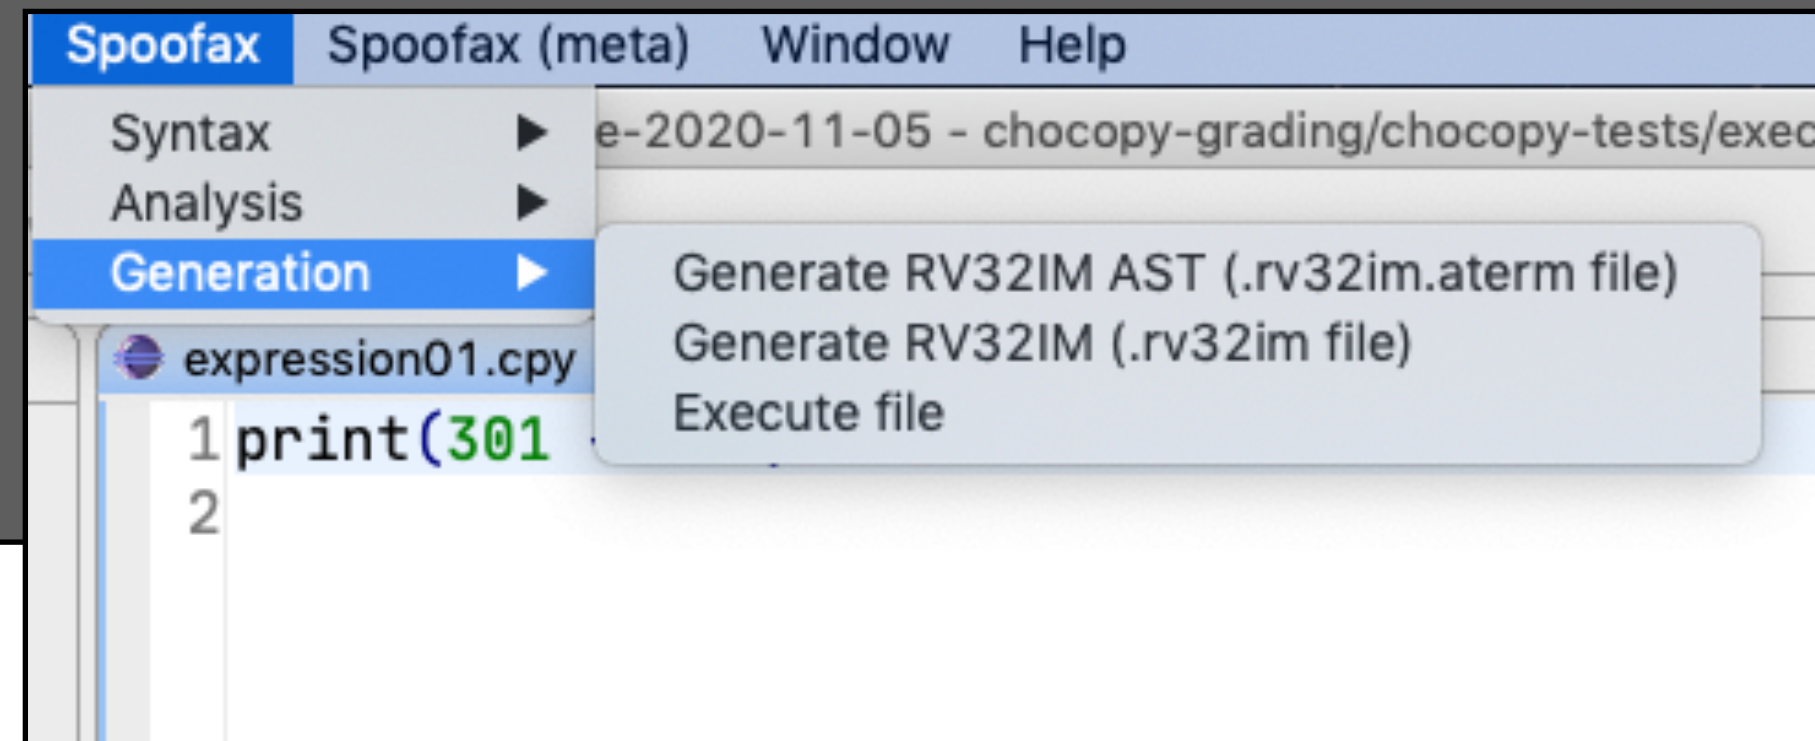 Spoofax Spoofax (meta) Window Help
Syntax
e-2020-11-05 - chocopy-grading/chocopy-tests/exec
Analysis
Generation
Generate RV32IM AST (.rv32im.aterm file)
Generate RV32IM (.rv32im file)
Execute file
expression01.cpy
1 print(301
2